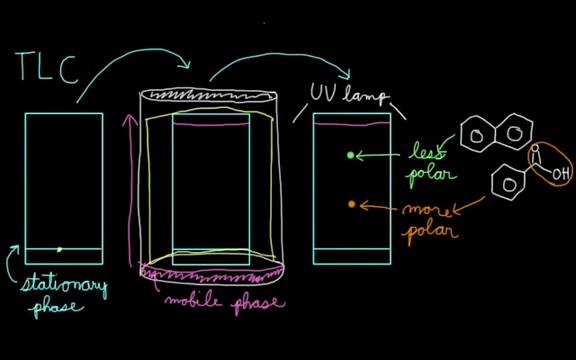 TLC
UV lamp
less
polar
O
OH
more
polar
stationary
phase
mobile phase